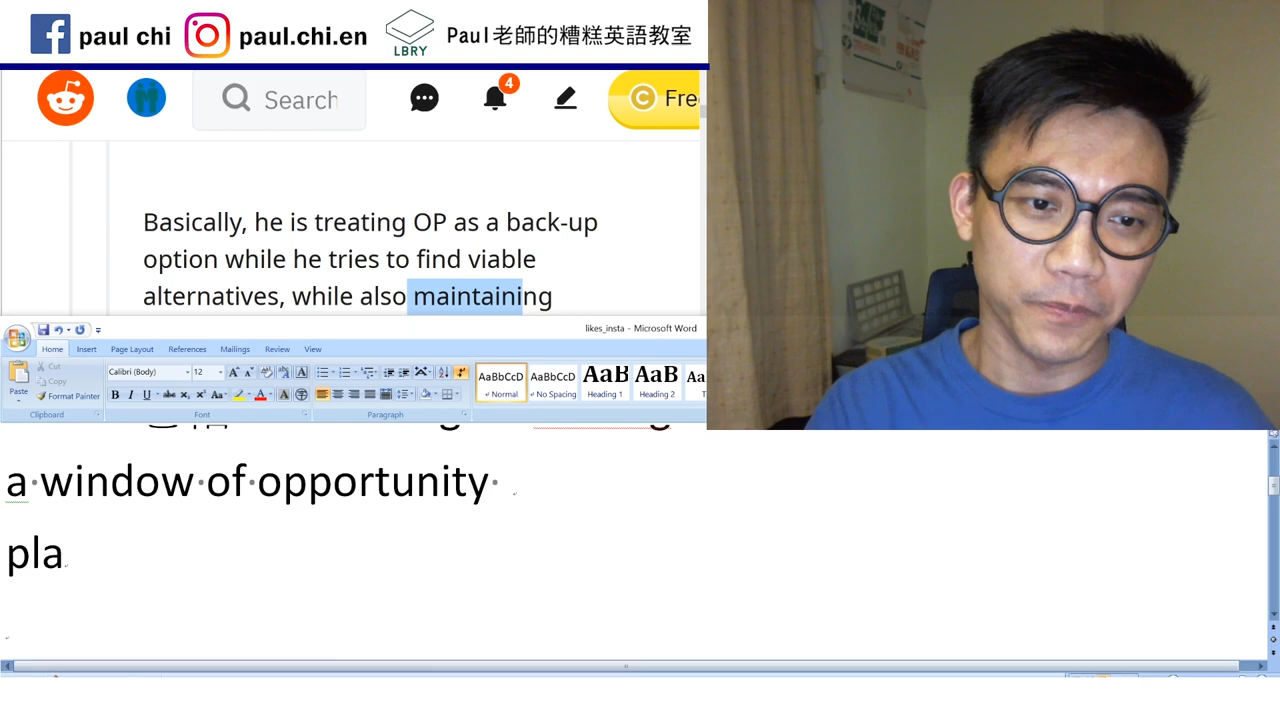 paul chi
paul.chi.en
LBRY
Paul老師的糟糕英語教室
Search
4
Fre
Basically, he is treating OP as a back-up
option while he tries to find viable
alternatives, while also maintaining
likes_insta - Microsoft Word
Home Insert Page Layout References Mailings Review View
Paste
Cut
Copy
Format Painter
Clipboard
Calibri (Body) 12
Font
Paragraph
AaBbCcD
Normal
AaBbCcD
No Spacing
AaB
Heading 1
AaB
Heading 2
a window of opportunity
pla